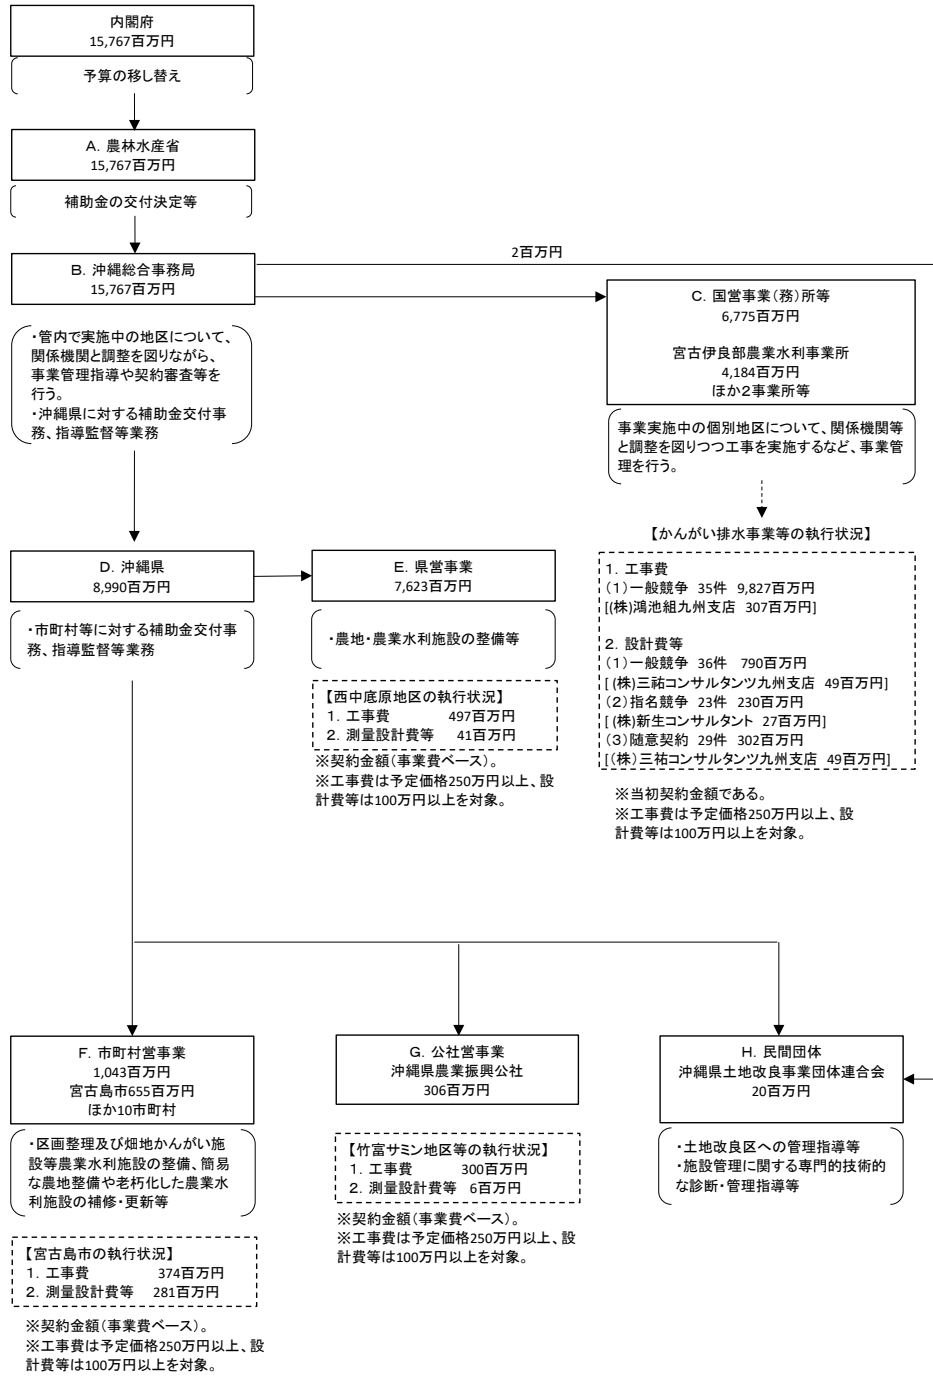 内閣府
15,767百万円
予算の移し替え
A．農林水産省
15,767百万円
補助金の交付決定等
B．沖縄総合事務局
15,767百万円
2百万円
・管内で実施中の地区について、
関係機関と調整を図りながら、
事業管理指導や契約審査等を
行う。
・沖縄県に対する補助金交付事
務、指導監督等業務
C．国営事業（務）所等
6,775百万円
宮古伊良部農業水利事業所
4,184百万円
ほか２事業所等
事業実施中の個別地区について、関係機関等
と調整を図りつつ工事を実施するなど、事業管
理を行う。
【かんがい排水事業等の執行状況】
1．工事費
（1）一般競争 35件 9,827百万円
[(株)鴻池組九州支店 307百万円]
2．設計費等
（1）一般競争 36件 790百万円
[(株)三祐コンサルタンツ九州支店 49百万円]
（2）指名競争 23件 230百万円
[(株)新生コンサルタント 27百万円]
（3）随意契約 29件 302百万円
[（株）三祐コンサルタンツ九州支店 49百万円]
※当初契約金額である。
※工事費は予定価格250万円以上、設
計費等は100万円以上を対象。
D．沖縄県
8,990百万円
・市町村等に対する補助金交付事
務、指導監督等業務
E．県営事業
7,623百万円
・農地・農業水利施設の整備等
【西中底原地区の執行状況】
1．工事費 497百万円
2．測量設計費等 41百万円
※契約金額（事業費ベース）。
※工事費は予定価格250万円以上、設
計費等は100万円以上を対象。
F．市町村営事業
1,043百万円
宮古島市655百万円
ほか10市町村
・区画整理及び畑地かんがい施
設等農業水利施設の整備、簡易
な農地整備や老朽化した農業水
利施設の補修・更新等
【宮古島市の執行状況】
1．工事費 374百万円
2．測量設計費等 281百万円
※契約金額（事業費ベース）。
※工事費は予定価格250万円以上、設
計費等は100万円以上を対象。
G．公社営事業
沖縄県農業振興公社
306百万円
【竹富サミン地区等の執行状況】
1．工事費 300百万円
2．測量設計費等 6百万円
※契約金額（事業費ベース）。
※工事費は予定価格250万円以上、設
計費等は100万円以上を対象。
H．民間団体
沖縄県土地改良事業団体連合会
20百万円
・土地改良区への管理指導等
・施設管理に関する専門的技術的
な診断・管理指導等